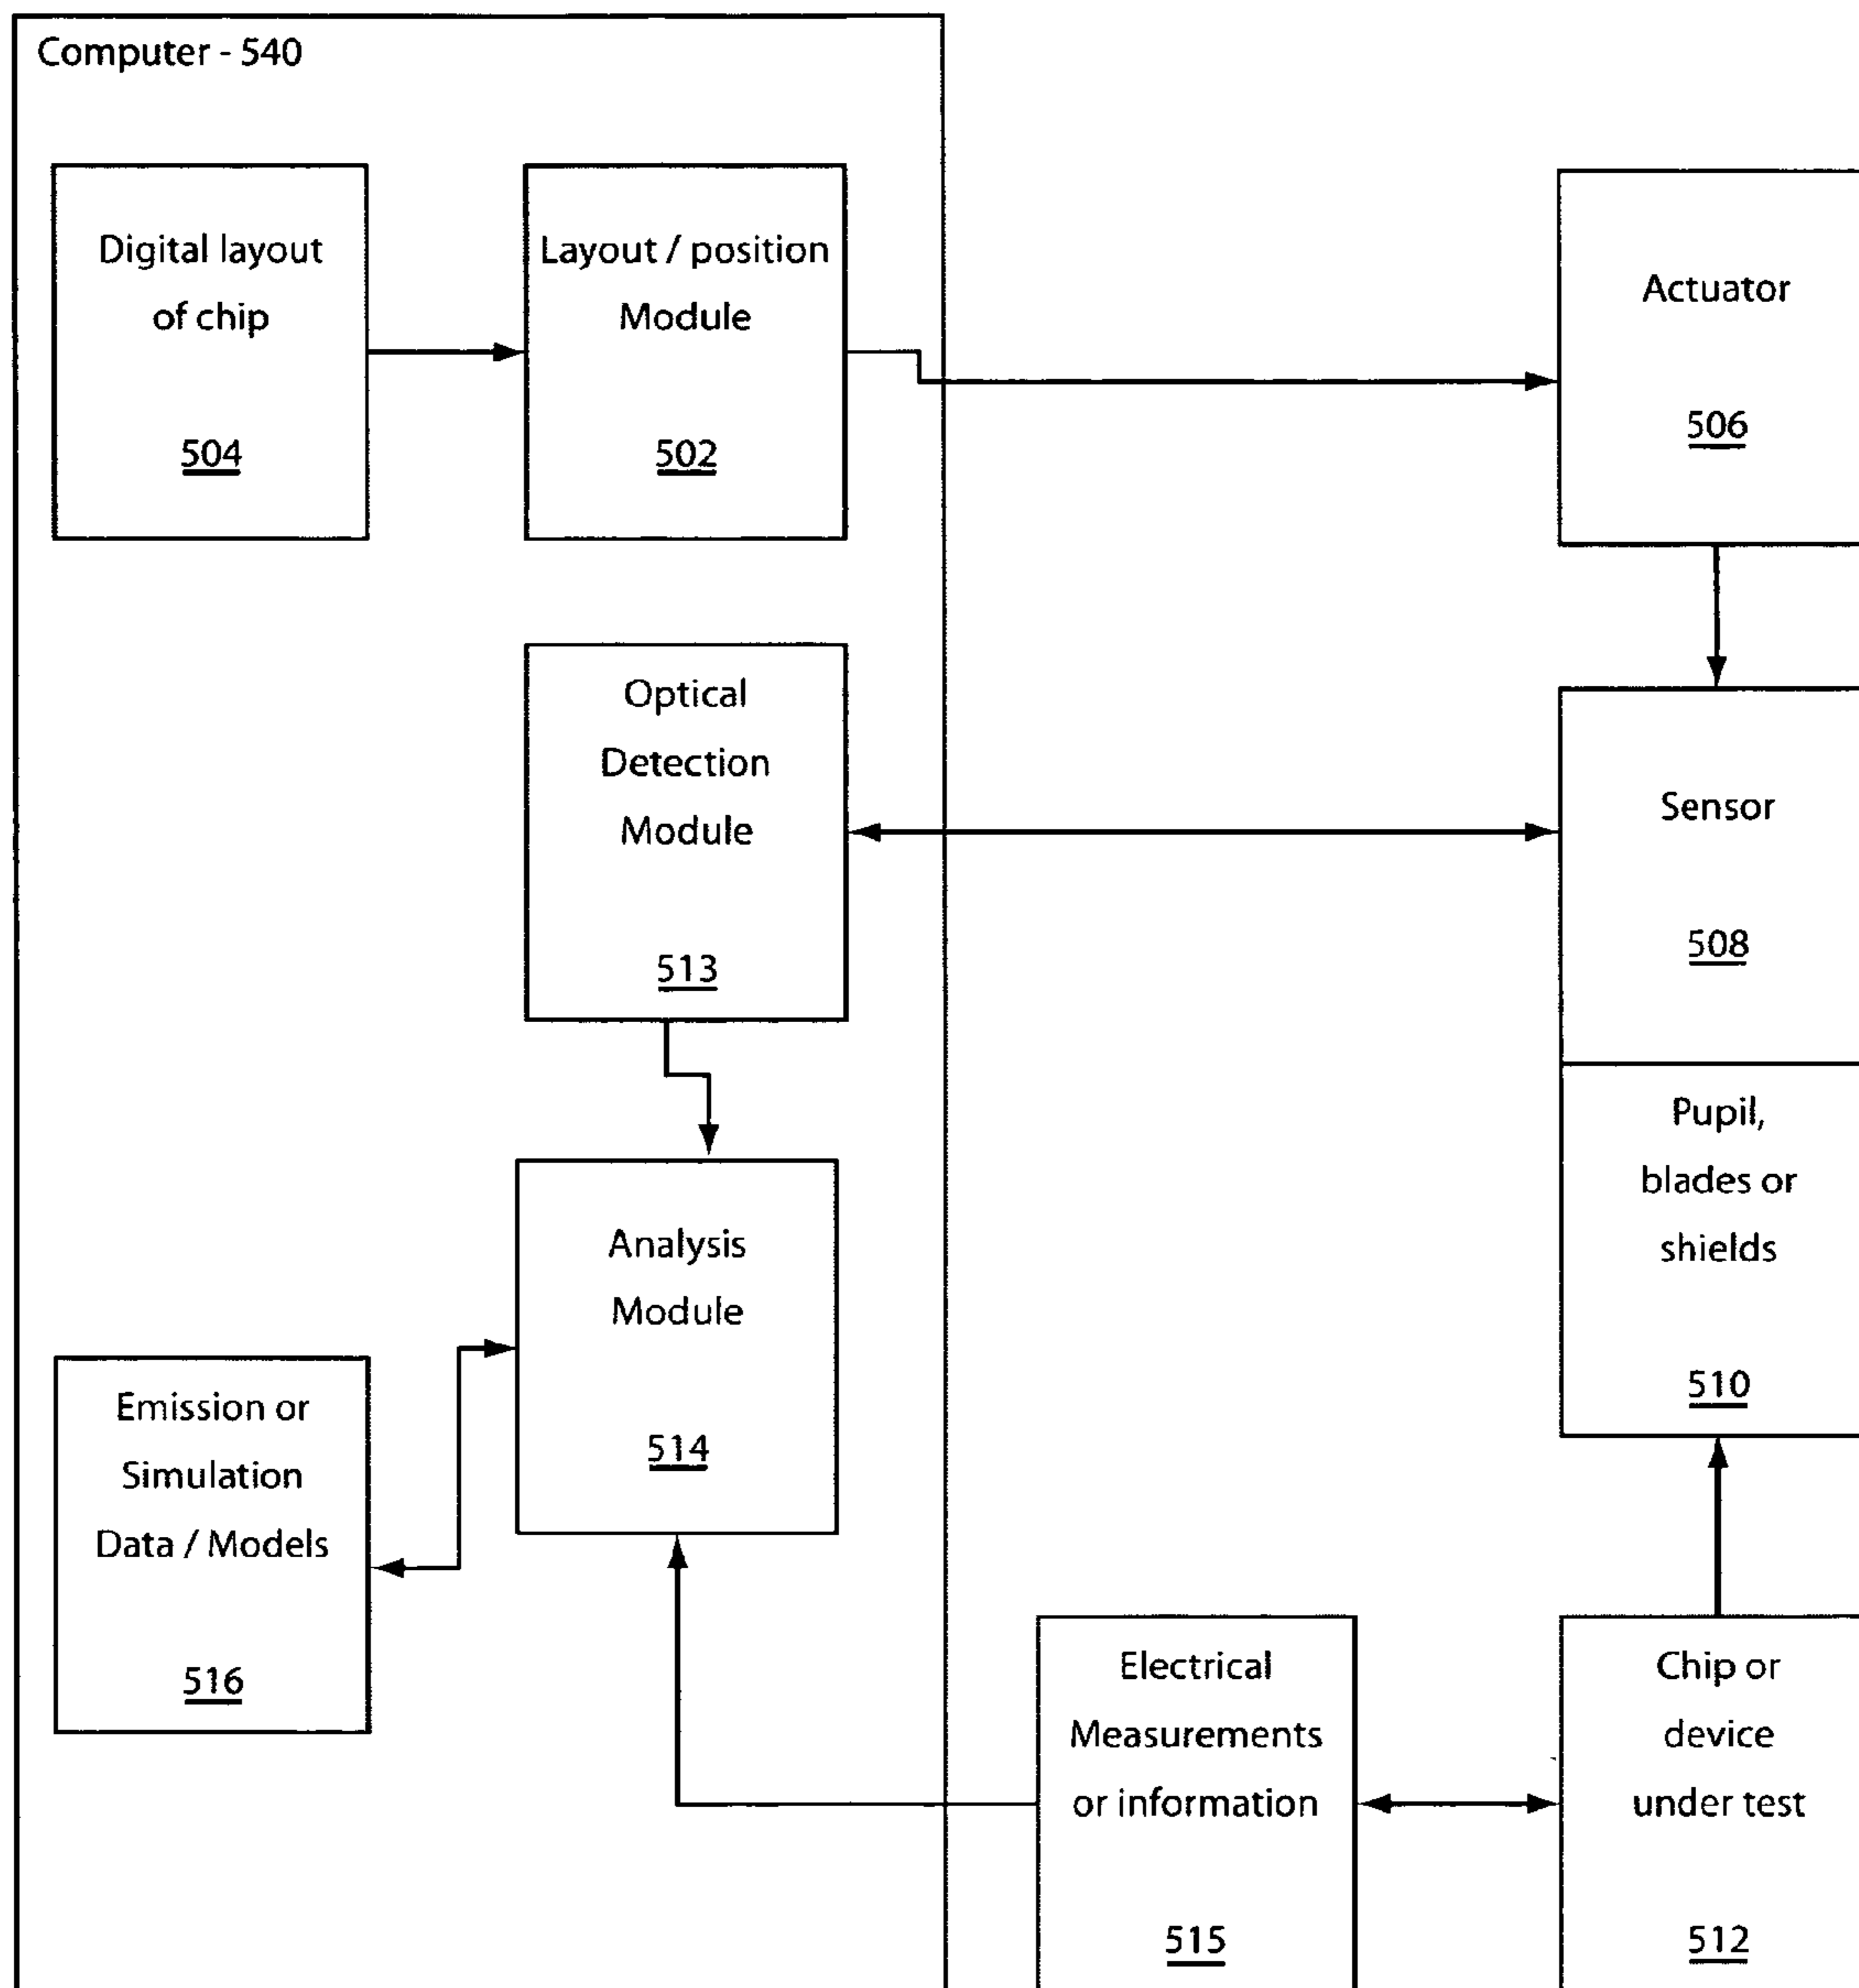 Computer - 540
Digital layout
of chip
504
Layout / position
Module
502
Actuator
506
Optical
Detection
Module
513
Sensor
508
Pupil,
blades or
shields
510
Analysis
Module
514
Emission or
Simulation
Data / Models
516
Electrical
Measurements
or information
515
Chip or
device
under test
512